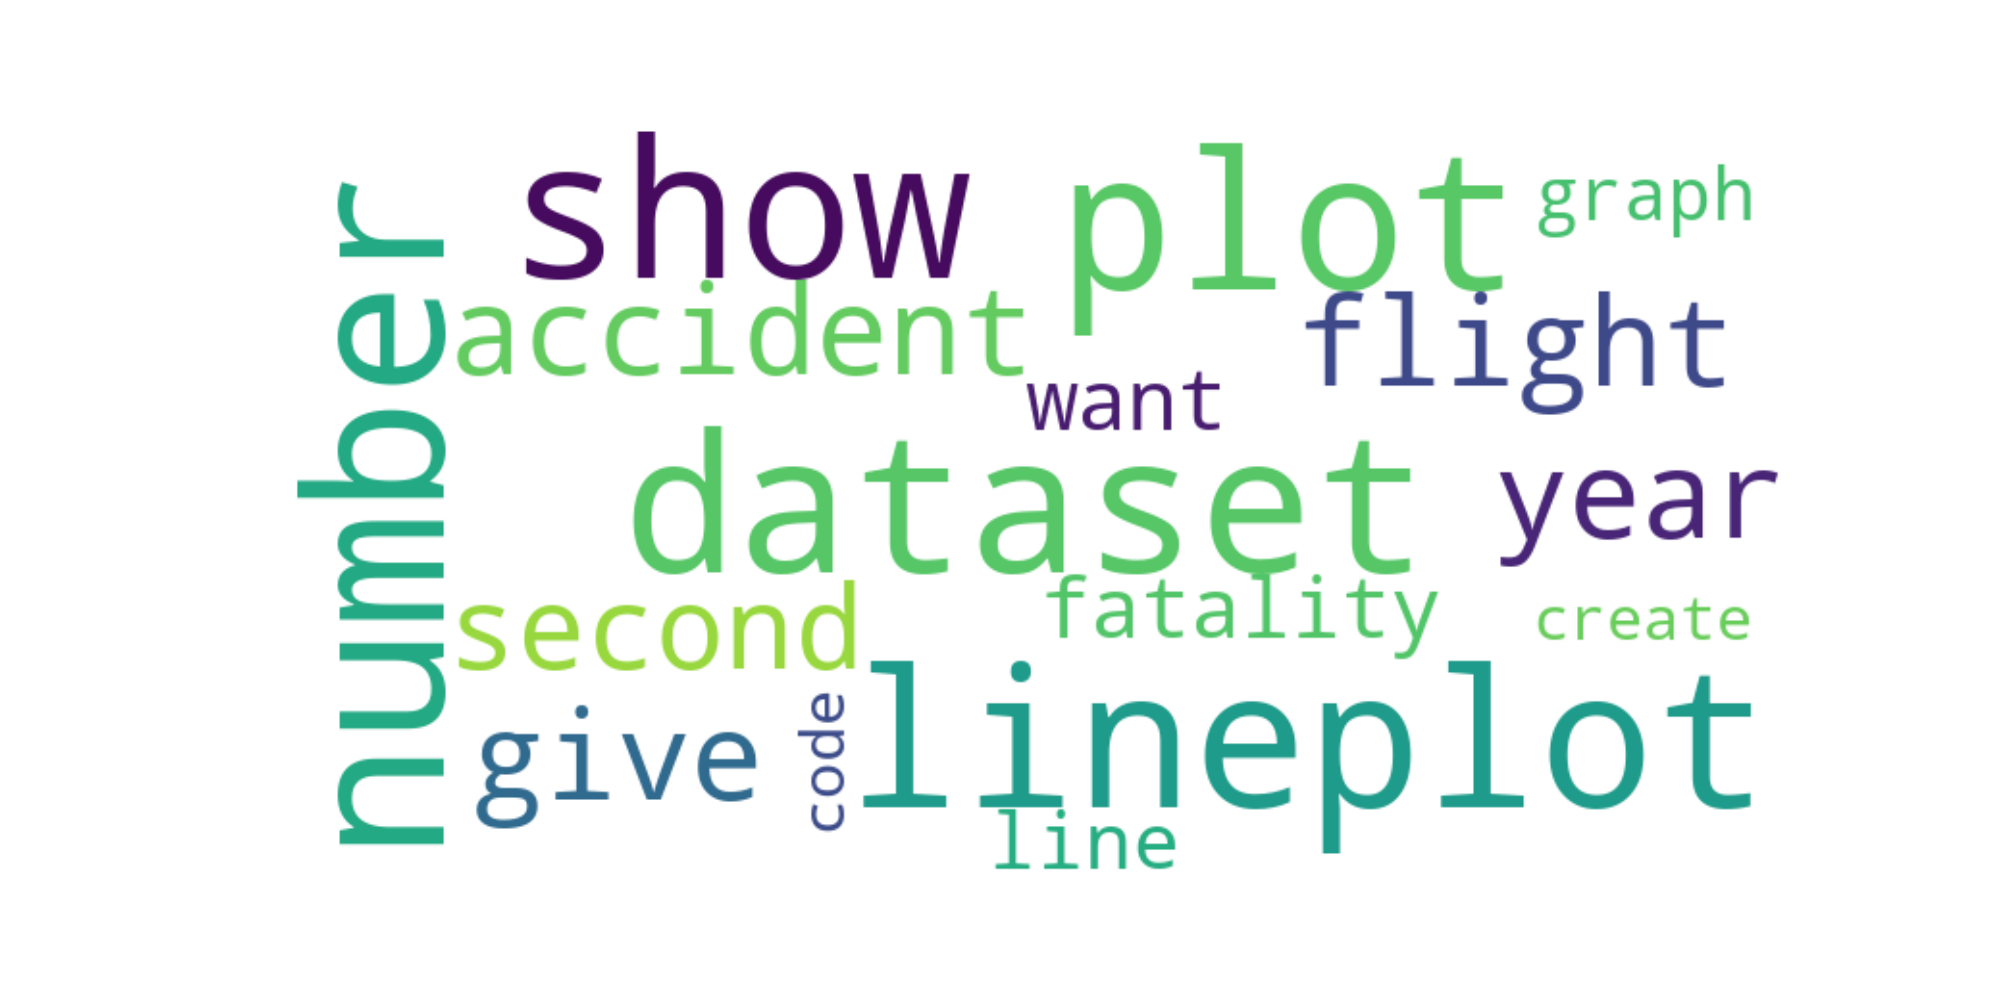 number
show
plot
graph
accident
flight
want
dataset
year
second
fatality
create
give
code
lineplot
line